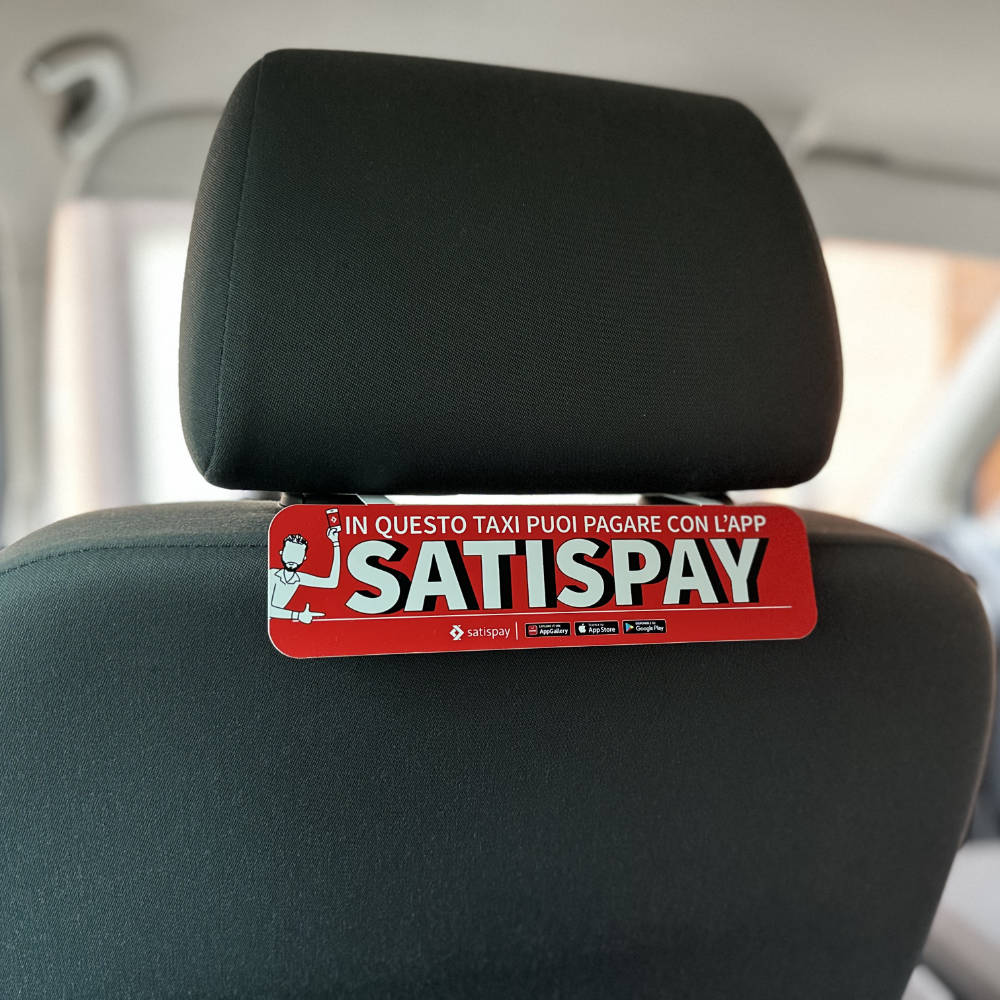 IN QUESTO TAXI PUOI PAGARE CON L'APP
SATISPAY
satispay AppGallery App Store Google Play